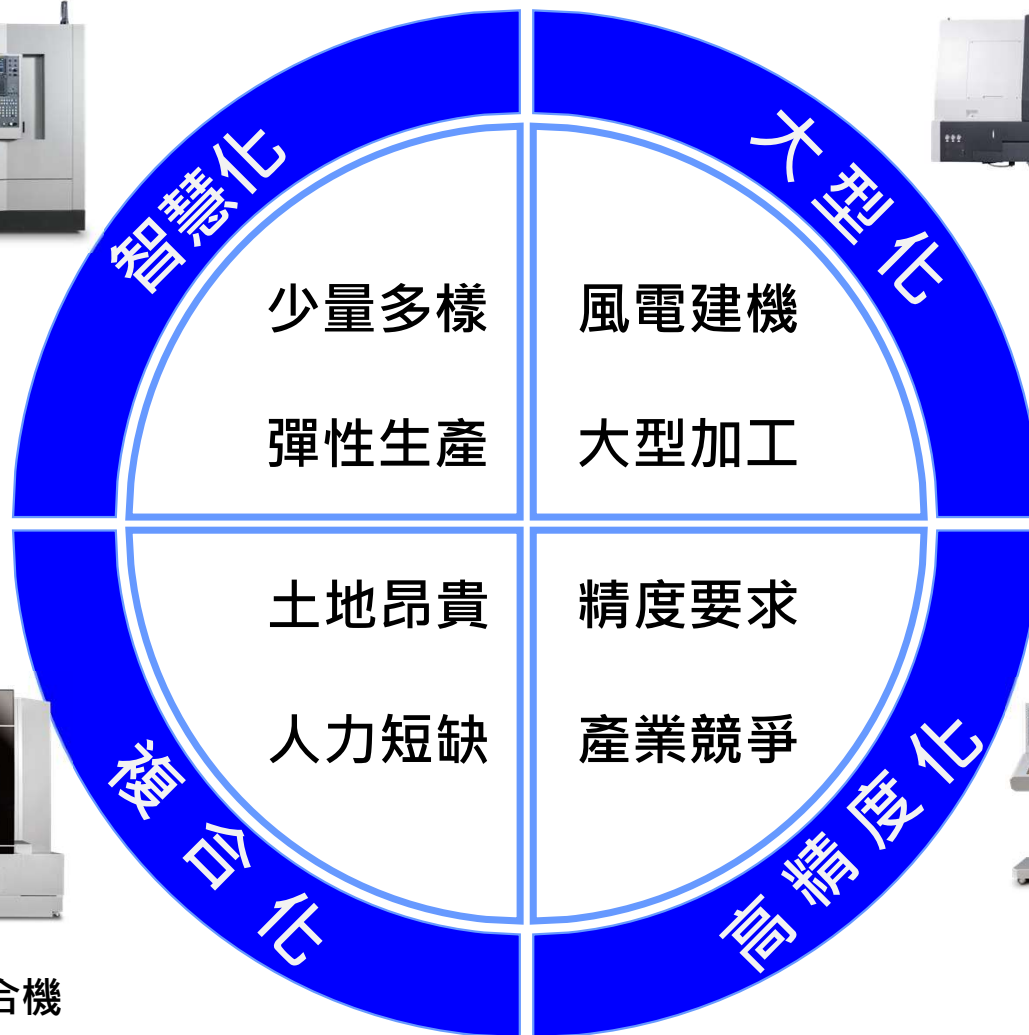 智慧化
大型化
少量多樣
彈性生產
風電建機
大型加工
土地昂貴
人力短缺
精度要求
產業競爭
複合化
高精度化
合機